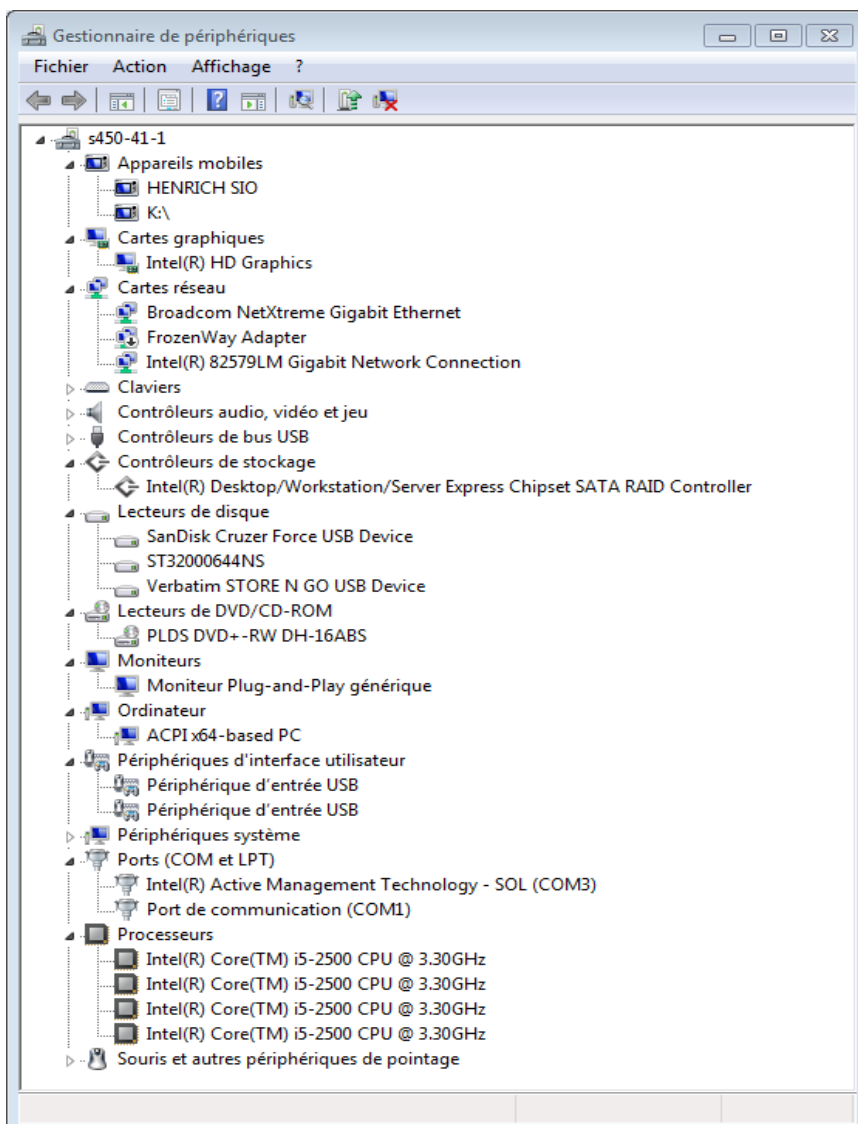 Gestionnaire de périphériques
Fichier Action Affichage ?
s450-41-1
Appareils mobiles
HENRICH SIO
K:\
Cartes graphiques
Intel(R) HD Graphics
Cartes réseau
Broadcom NetXtreme Gigabit Ethernet
FrozenWay Adapter
Intel(R) 82579LM Gigabit Network Connection
Claviers
Contrôleurs audio, vidéo et jeu
Contrôleurs de bus USB
Contrôleurs de stockage
Intel(R) Desktop/Workstation/Server Express Chipset SATA RAID Controller
Lecteurs de disque
SanDisk Cruzer Force USB Device
ST32000644NS
Verbatim STORE N GO USB Device
Lecteurs de DVD/CD-ROM
PLDS DVD+-RW DH-16ABS
Moniteurs
Moniteur Plug-and-Play générique
Ordinateur
ACPI x64-based PC
Périphériques d'interface utilisateur
Périphérique d’entrée USB
Périphérique d’entrée USB
Périphériques système
Ports (COM et LPT)
Intel(R) Active Management Technology - SOL (COM3)
Port de communication (COM1)
Processeurs
Intel(R) Core(TM) i5-2500 CPU @ 3.30GHz
Intel(R) Core(TM) i5-2500 CPU @ 3.30GHz
Intel(R) Core(TM) i5-2500 CPU @ 3.30GHz
Intel(R) Core(TM) i5-2500 CPU @ 3.30GHz
Souris et autres périphériques de pointage